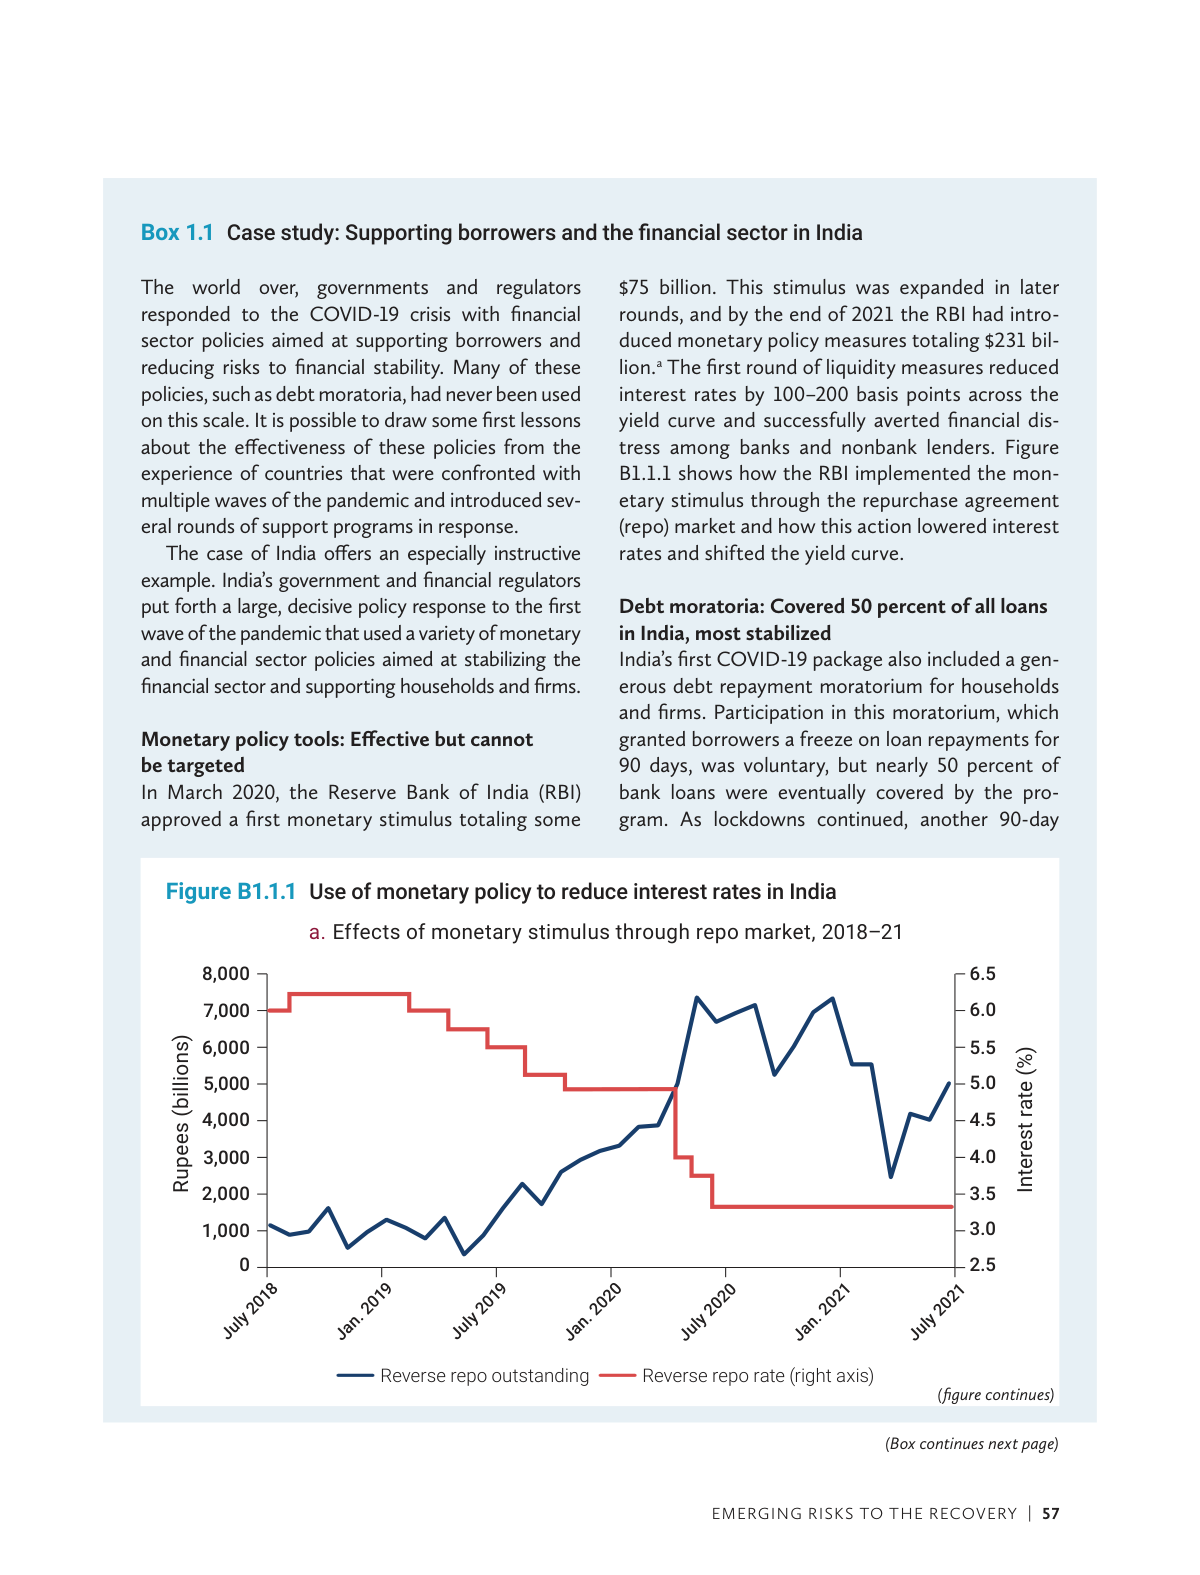 Box 1.1 Case study: Supporting borrowers and the financial sector in India
The world over, governments and regulators
responded to the COVID-19 crisis with financial
sector policies aimed at supporting borrowers and
reducing risks to financial stability. Many of these
policies, such as debt moratoria, had never been used
on this scale. It is possible to draw some first lessons
about the effectiveness of these policies from the
experience of countries that were confronted with
multiple waves of the pandemic and introduced sev-
eral rounds of support programs in response.
The case of India offers an especially instructive
example. India's government and financial regulators
put forth a large, decisive policy response to the first
wave of the pandemic that used a variety of monetary
and financial sector policies aimed at stabilizing the
financial sector and supporting households and firms.
Monetary policy tools: Effective but cannot
be targeted
In March 2020, the Reserve Bank of India (RBI)
approved a first monetary stimulus totaling some
$75 billion. This stimulus was expanded in later
rounds, and by the end of 2021 the RBI had intro-
duced monetary policy measures totaling $231 bil-
lion.a The first round of liquidity measures reduced
interest rates by 100–200 basis points across the
yield curve and successfully averted financial dis-
tress among banks and nonbank lenders. Figure
B1.1.1 shows how the RBI implemented the mon-
etary stimulus through the repurchase agreement
(repo) market and how this action lowered interest
rates and shifted the yield curve.
Debt moratoria: Covered 50 percent of all loans
in India, most stabilized
India's first COVID-19 package also included a gen-
erous debt repayment moratorium for households
and firms. Participation in this moratorium, which
granted borrowers a freeze on loan repayments for
90 days, was voluntary, but nearly 50 percent of
bank loans were eventually covered by the pro-
gram. As lockdowns continued, another 90-day
Figure B1.1.1 Use of monetary policy to reduce interest rates in India
a. Effects of monetary stimulus through repo market, 2018–21
Rupees (billions)
8,000
7,000
6,000
5,000
4,000
3,000
2,000
1,000
0
6.5
6.0
5.5
5.0
4.5
4.0
3.5
3.0
2.5
Interest rate (%)
July 2018
Jan. 2019
July 2019
Jan. 2020
July 2020
Jan. 2021
July 2021
Reverse repo outstanding
Reverse repo rate (right axis)
(figure continues)
(Box continues next page)
EMERGING RISKS TO THE RECOVERY | 57